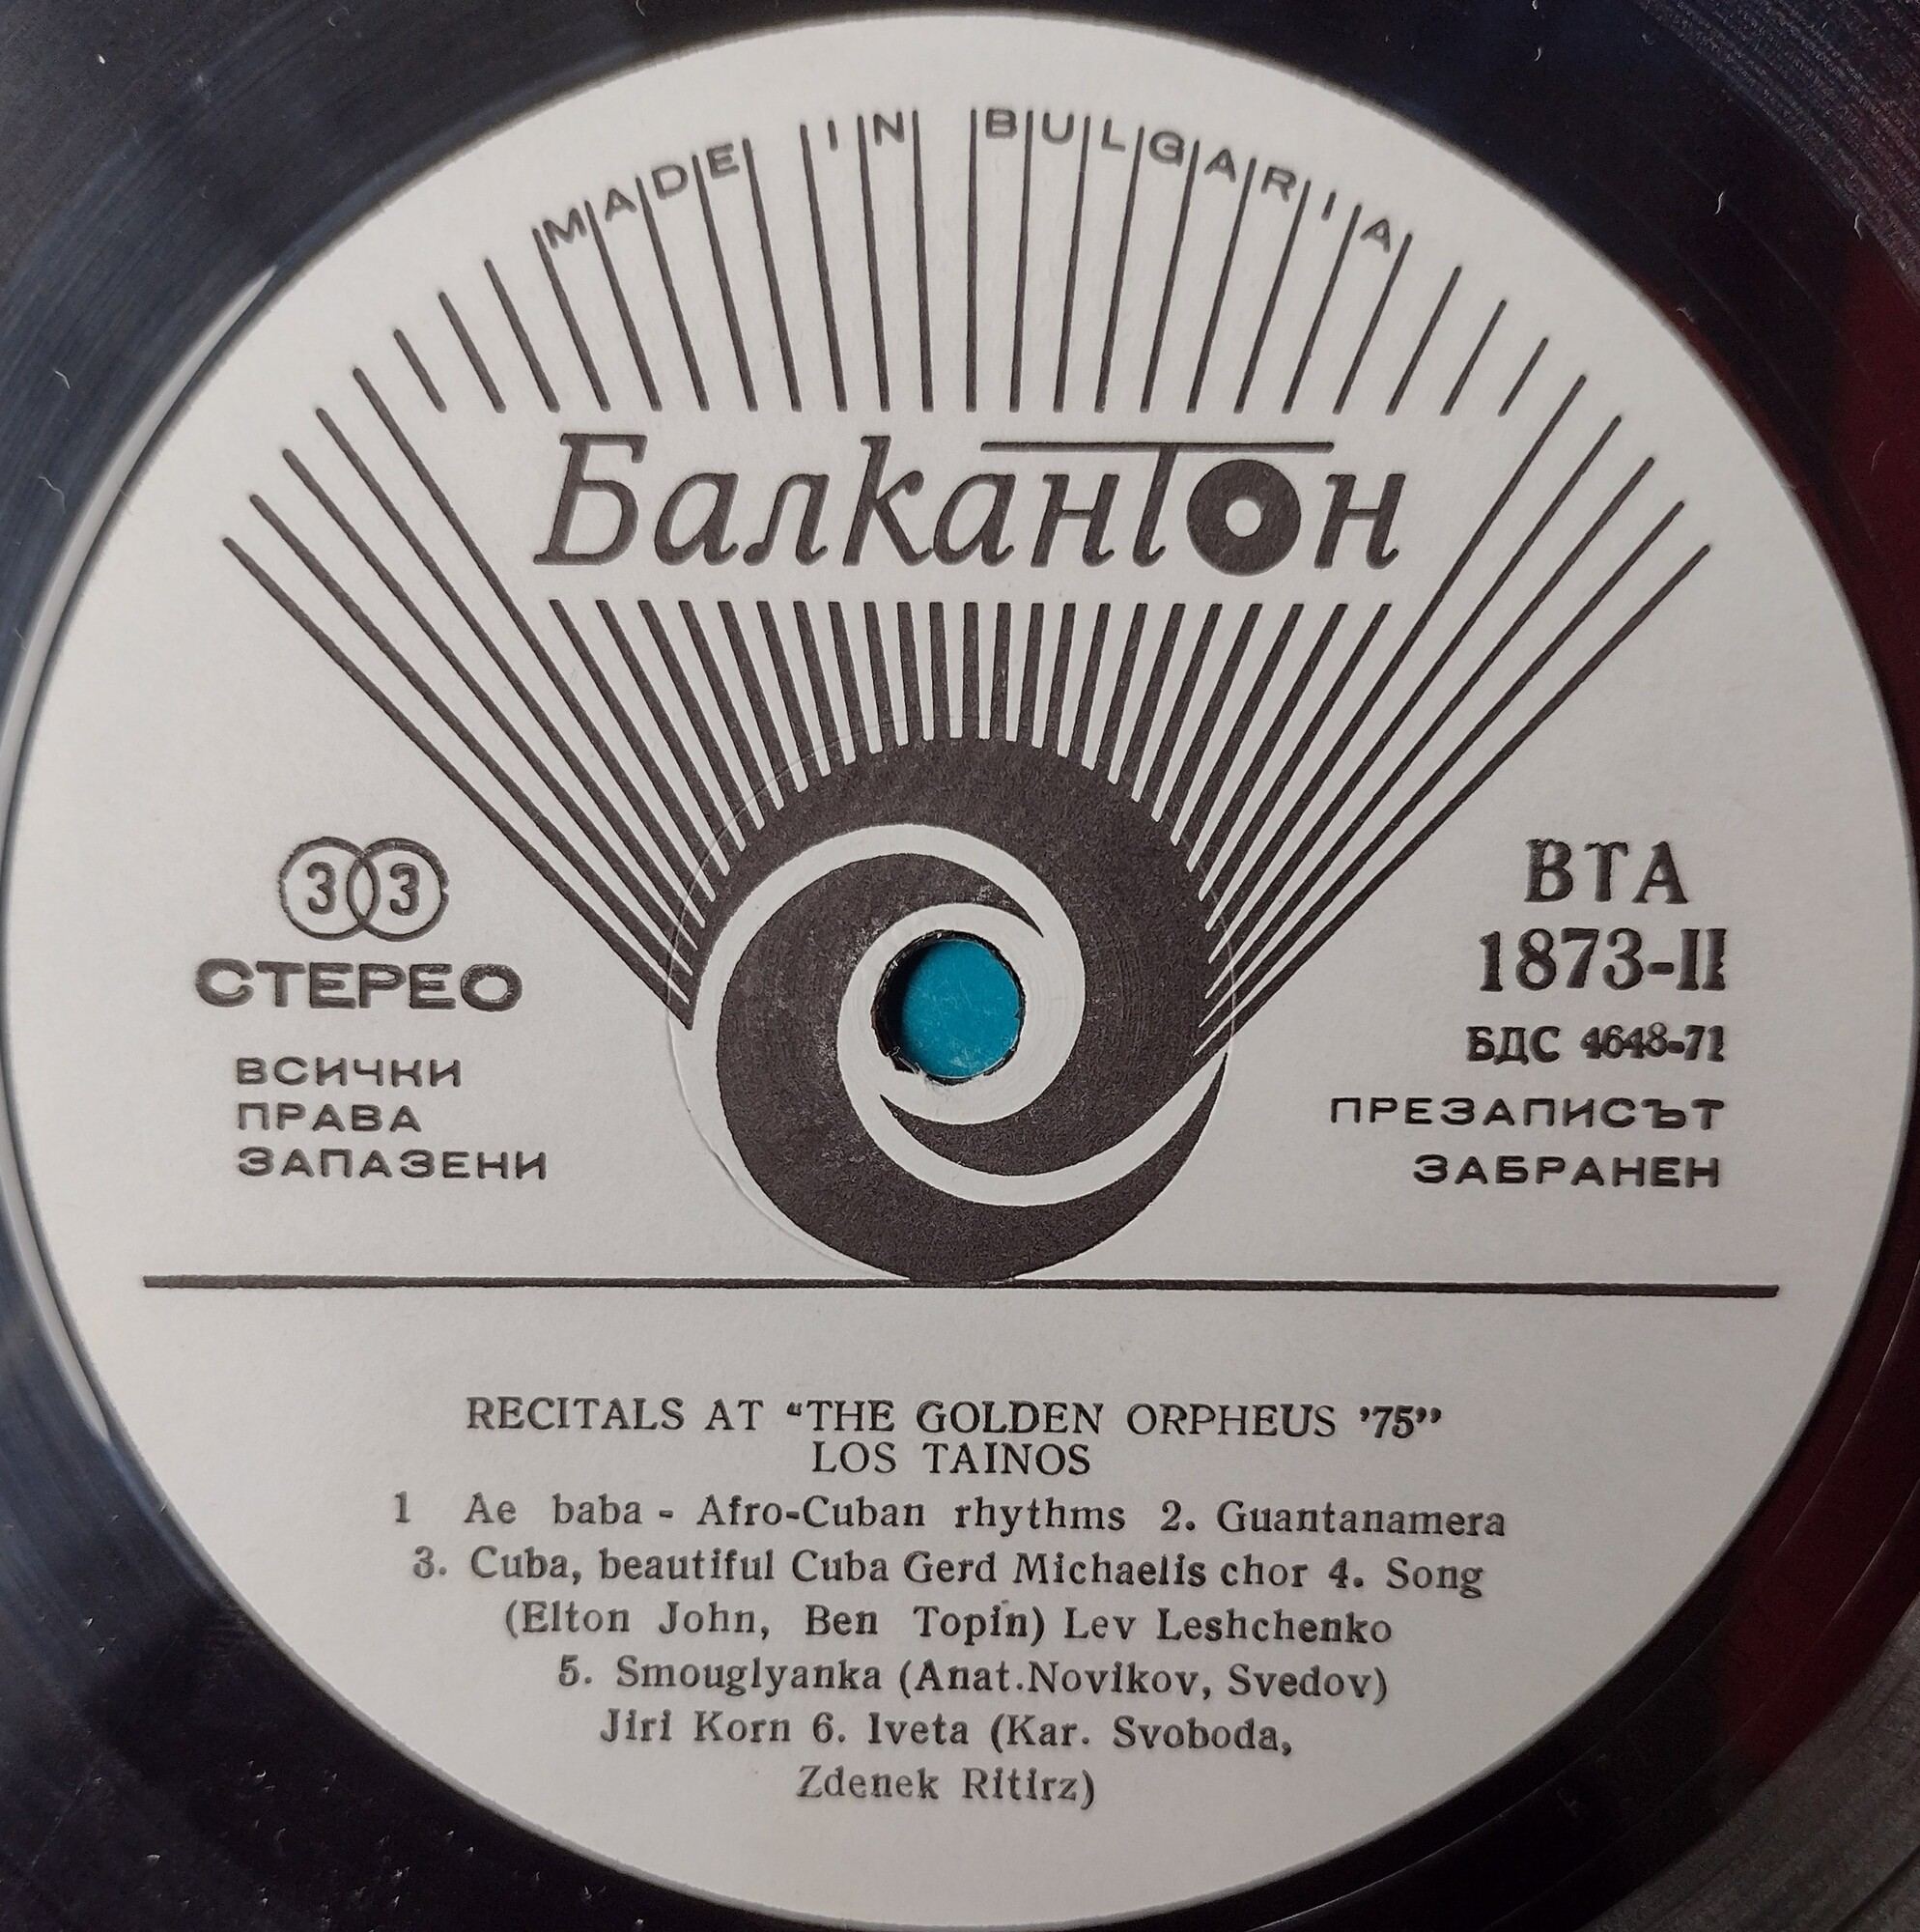 MADE IN BULGARIA
Балкантон
33
СТЕРЕО
ВСИЧКИ
ПРАВА
ЗАПАЗЕНИ
ВТА
1873-II
БДС 4648-71
ПРЕЗАПИСЪТ
ЗАБРАНЕН
RECITALS AT “THE GOLDEN ORPHEUS ’75”
LOS TAINOS
1 Ae baba - Afro-Cuban rhythms 2. Guantanamera
3. Cuba, beautiful Cuba Gerd Michaelis chor 4. Song
(Elton John, Ben Topin) Lev Leshchenko
5. Smouglyanka (Anat.Novikov, Svedov)
Jiri Korn 6. Iveta (Kar. Svoboda,
Zdenek Ritirz)